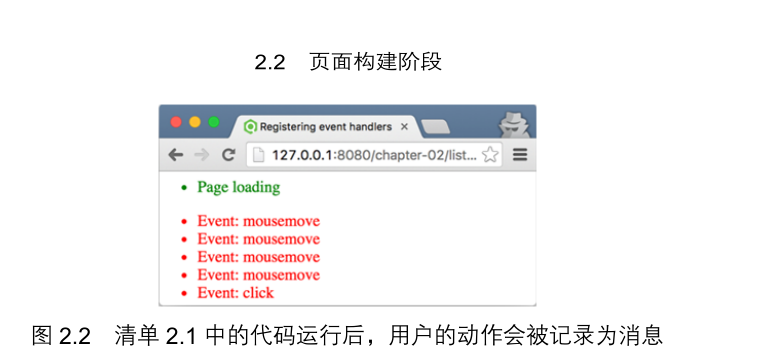 2.2 页面构建阶段
Registering event handlers ×
127.0.0.1:8080/chapter-02/list...
• Page loading
• Event: mousemove
• Event: mousemove
• Event: mousemove
• Event: mousemove
• Event: click
图 2.2 清单 2.1 中的代码运行后，用户的动作会被记录为消息